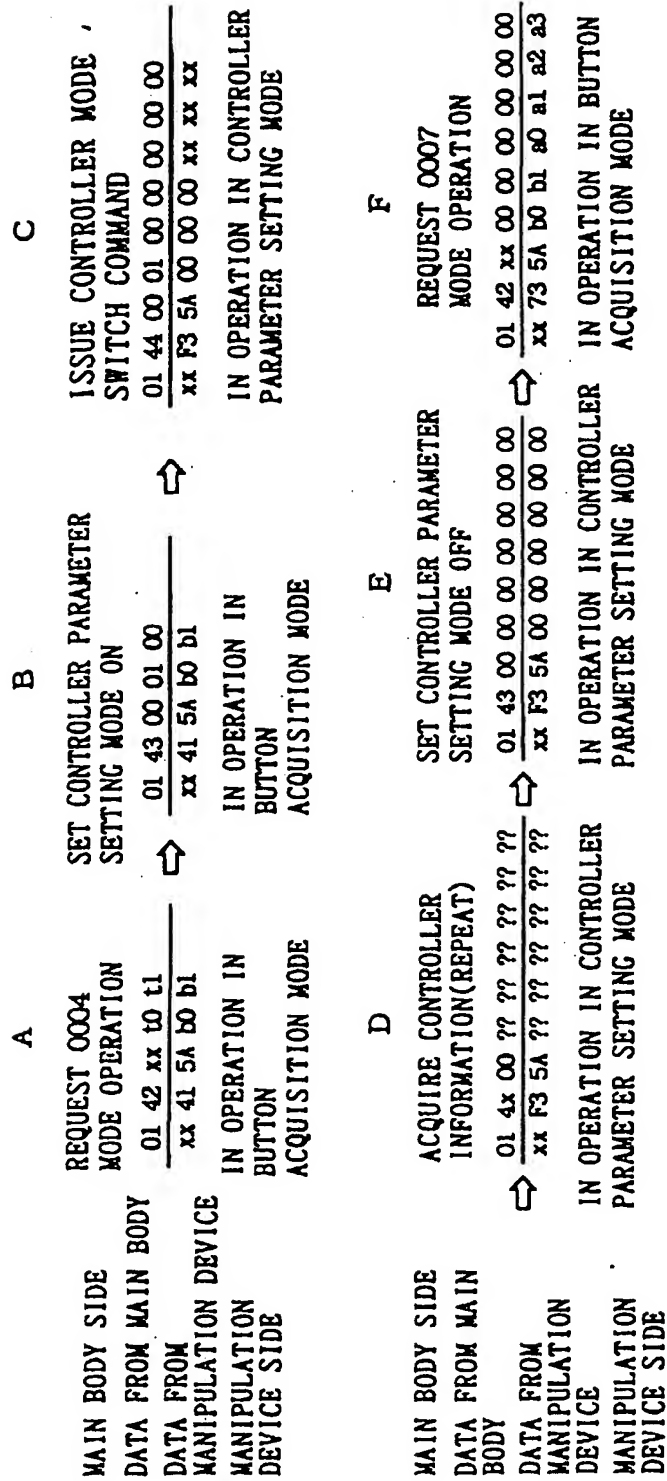 MAIN BODY SIDE
DATA FROM MAIN BODY
DATA FROM
MANIPULATION DEVICE
MANIPULATION
DEVICE SIDE
A
REQUEST 0004
MODE OPERATION
01 42 xx t0 t1
xx 41 5A b0 b1
IN OPERATION IN
BUTTON
ACQUISITION MODE
B
SET CONTROLLER PARAMETER
SETTING MODE ON
01 43 00 01 00
xx 41 5A b0 b1
IN OPERATION IN
BUTTON
ACQUISITION MODE
C
ISSUE CONTROLLER MODE
SWITCH COMMAND
01 44 00 01 00 00 00 00 00
xx F3 5A 00 00 00 xx xx xx
IN OPERATION IN CONTROLLER
PARAMETER SETTING MODE
MAIN BODY SIDE
DATA FROM MAIN
BODY
DATA FROM
MANIPULATION
DEVICE
MANIPULATION
DEVICE SIDE
D
ACQUIRE CONTROLLER
INFORMATION(REPEAT)
01 4x 00 ?? ?? ?? ?? ?? ??
xx F3 5A ?? ?? ?? ?? ?? ??
IN OPERATION IN CONTROLLER
PARAMETER SETTING MODE
E
SET CONTROLLER PARAMETER
SETTING MODE OFF
01 43 00 00 00 00 00 00 00
xx F3 5A 00 00 00 00 00 00
IN OPERATION IN CONTROLLER
PARAMETER SETTING MODE
F
REQUEST 0007
MODE OPERATION
01 42 xx 00 00 00 00 00 00
xx 73 5A b0 b1 a0 a1 a2 a3
IN OPERATION IN BUTTON
ACQUISITION MODE